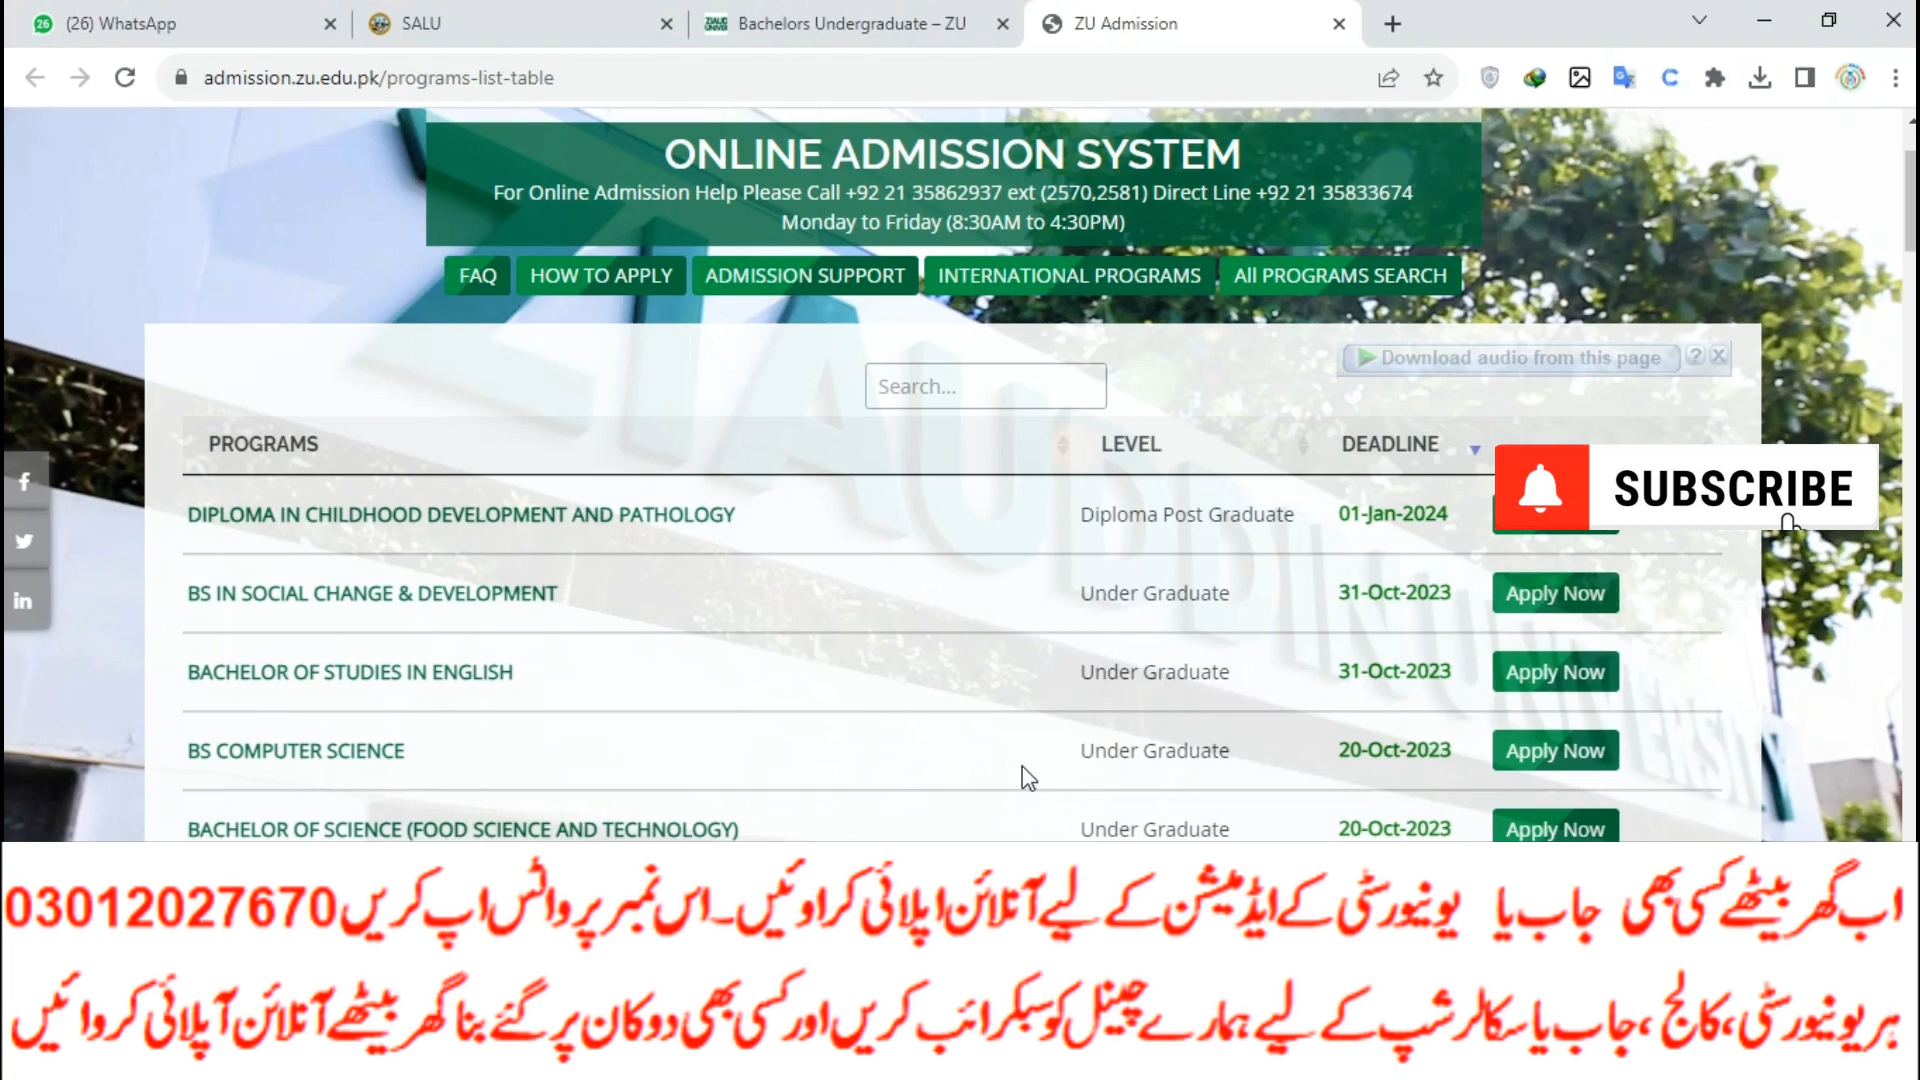 (26) WhatsApp
SALU
Bachelors Undergraduate – ZU
ZU Admission
admission.zu.edu.pk/programs-list-table
ONLINE ADMISSION SYSTEM
For Online Admission Help Please Call +92 21 35862937 ext (2570,2581) Direct Line +92 21 35833674
Monday to Friday (8:30AM to 4:30PM)
FAQ
HOW TO APPLY
ADMISSION SUPPORT
INTERNATIONAL PROGRAMS
All PROGRAMS SEARCH
Download audio from this page
Search...
PROGRAMS LEVEL DEADLINE
SUBSCRIBE
DIPLOMA IN CHILDHOOD DEVELOPMENT AND PATHOLOGY Diploma Post Graduate 01-Jan-2024
BS IN SOCIAL CHANGE & DEVELOPMENT Under Graduate 31-Oct-2023 Apply Now
BACHELOR OF STUDIES IN ENGLISH Under Graduate 31-Oct-2023 Apply Now
BS COMPUTER SCIENCE Under Graduate 20-Oct-2023 Apply Now
BACHELOR OF SCIENCE (FOOD SCIENCE AND TECHNOLOGY) Under Graduate 20-Oct-2023 Apply Now
ZIAUDDIN UNIVERSITY
اب گھر بیٹھے کسی بھی جاب یا یونیورسٹی کے ایڈمیشن کے لیے آنلائن اپلائی کراوئیں۔اس نمبر پر واٹس اپ کریں 03012027670
ہر یونیورسٹی، کالج ،جاب یا سکالرشپ کے لیے ہمارے چینل کو سبکرائب کریں اور کسی بھی دوکان پر گئے بنا گھر بیٹھے آنلائن آپلائی کروائیں